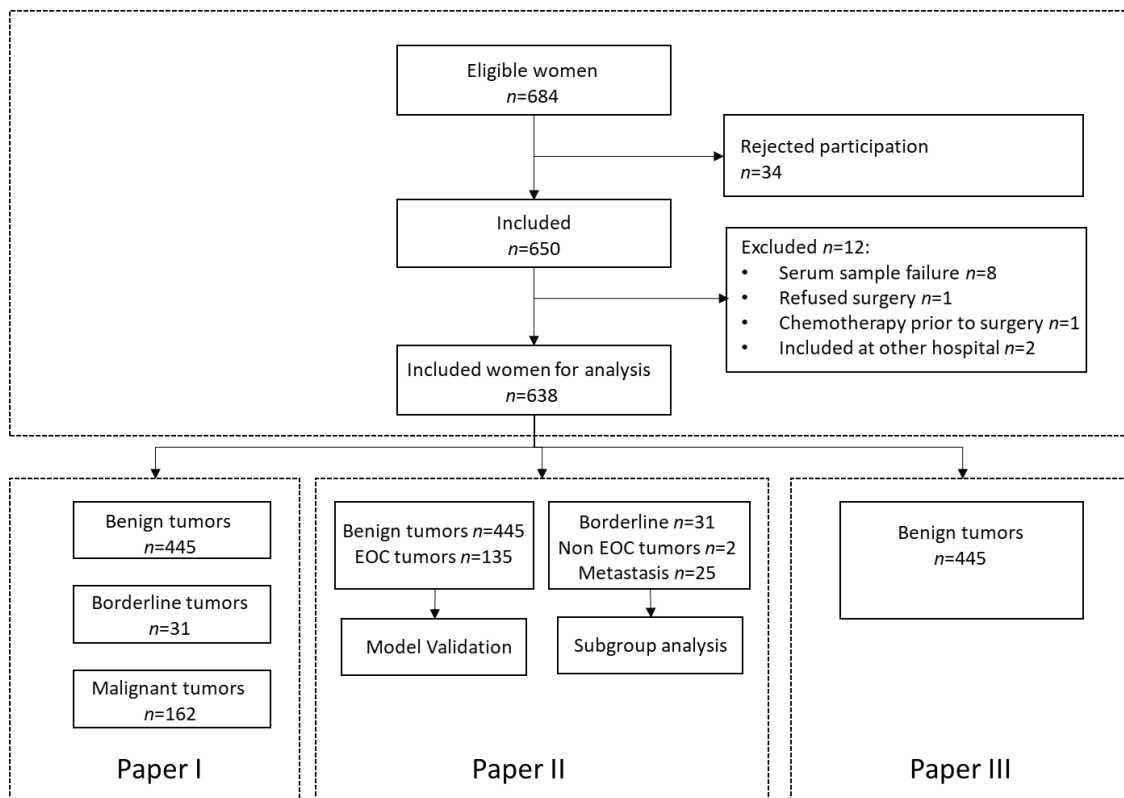 Eligible women
n=684
Rejected participation
n=34
Included
n=650
Excluded n=12:
• Serum sample failure n=8
• Refused surgery n=1
• Chemotherapy prior to surgery n=1
• Included at other hospital n=2
Included women for analysis
n=638
Benign tumors
n=445
Borderline tumors
n=31
Malignant tumors
n=162
Paper I
Benign tumors n=445
EOC tumors n=135
Model Validation
Borderline n=31
Non EOC tumors n=2
Metastasis n=25
Subgroup analysis
Paper II
Benign tumors
n=445
Paper III